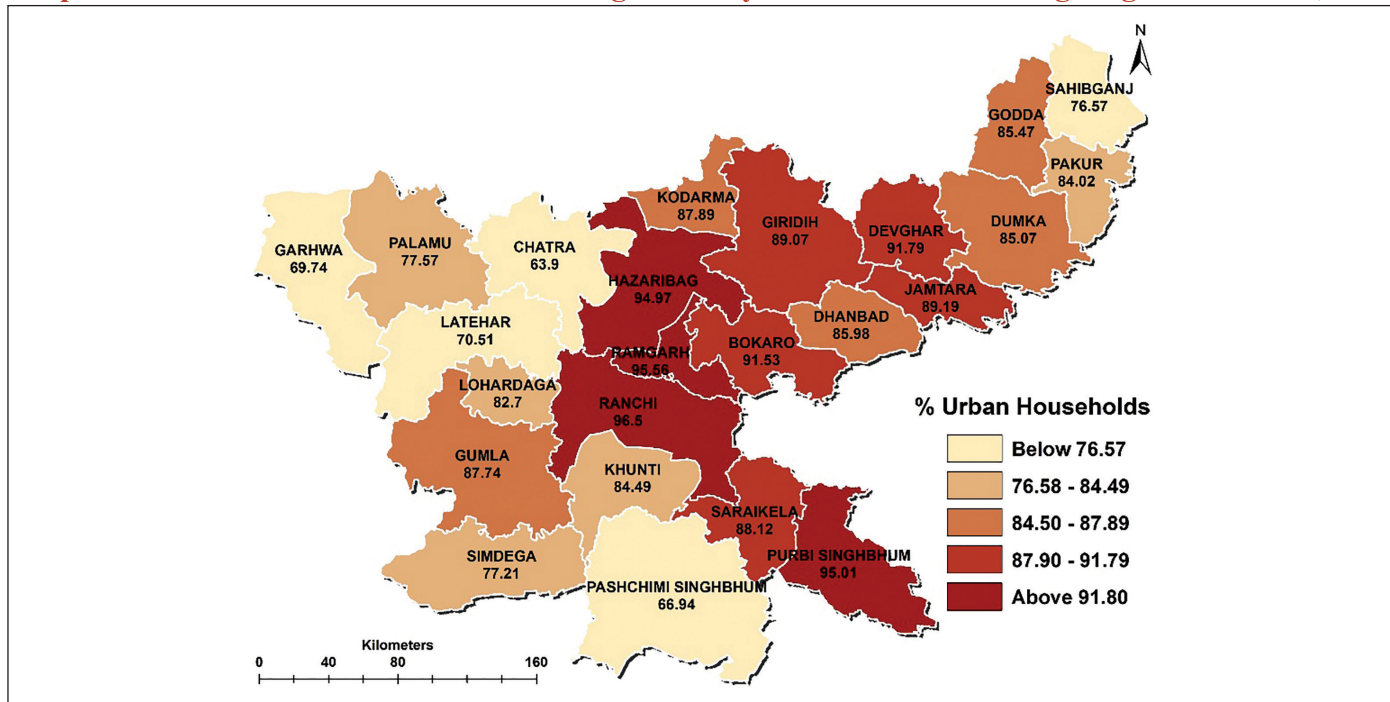 N
SAHIBGANJ
76.57
GODDA
85.47
PAKUR
84.02
KODARMA
87.89
GIRIDIH
89.07
DEVGHAR
91.79
DUMKA
85.07
GARHWA
69.74
PALAMU
77.57
CHATRA
63.9
HAZARIBAG
94.97
JAMTARA
89.19
DHANBAD
85.98
LATEHAR
70.51
BOKARO
91.53
RAMGARH
95.56
LOHARDAGA
82.7
RANCHI
96.5
GUMLA
87.74
KHUNTI
84.49
SARAIKELA
88.12
PURBI SINGHBHUM
95.01
SIMDEGA
77.21
PASHCHIMI SINGHBHUM
66.94
% Urban Households
Below 76.57
76.58 - 84.49
84.50 - 87.89
87.90 - 91.79
Above 91.80
Kilometers
0 40 80 160